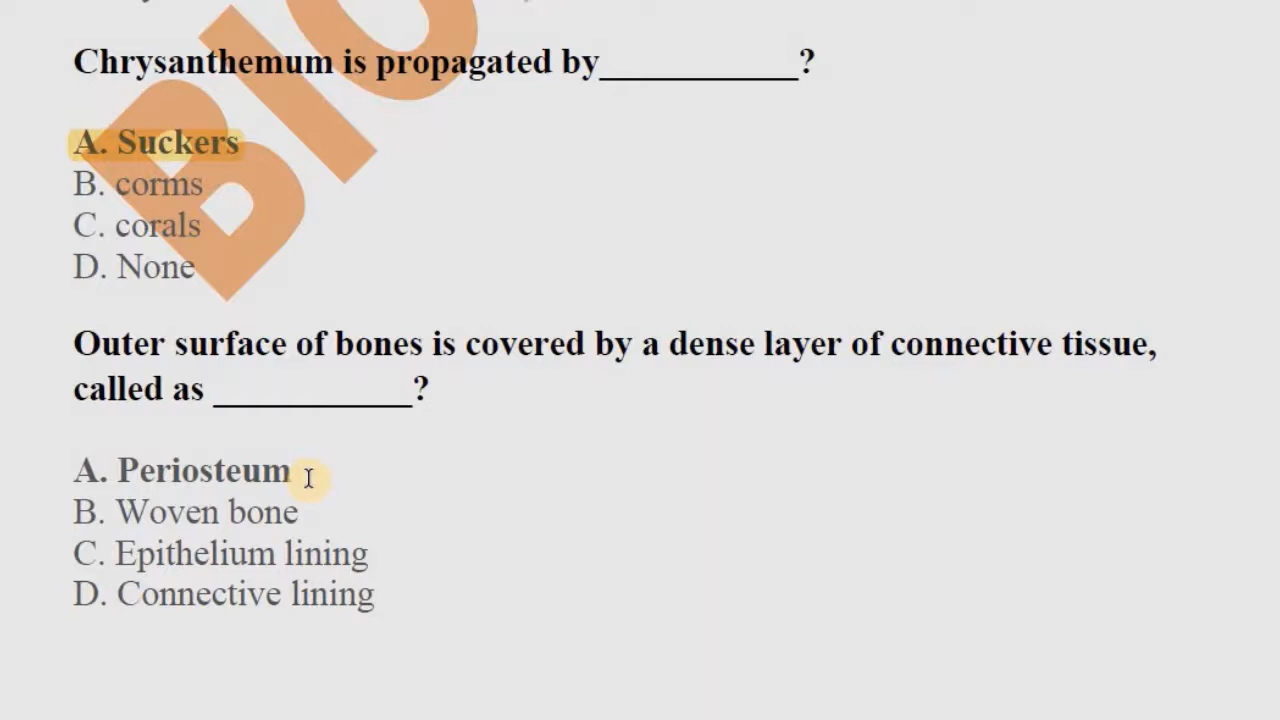 BIO
Chrysanthemum is propagated by___________?
A. Suckers
B. corms
C. corals
D. None
Outer surface of bones is covered by a dense layer of connective tissue,
called as ___________?
A. Periosteum
B. Woven bone
C. Epithelium lining
D. Connective lining